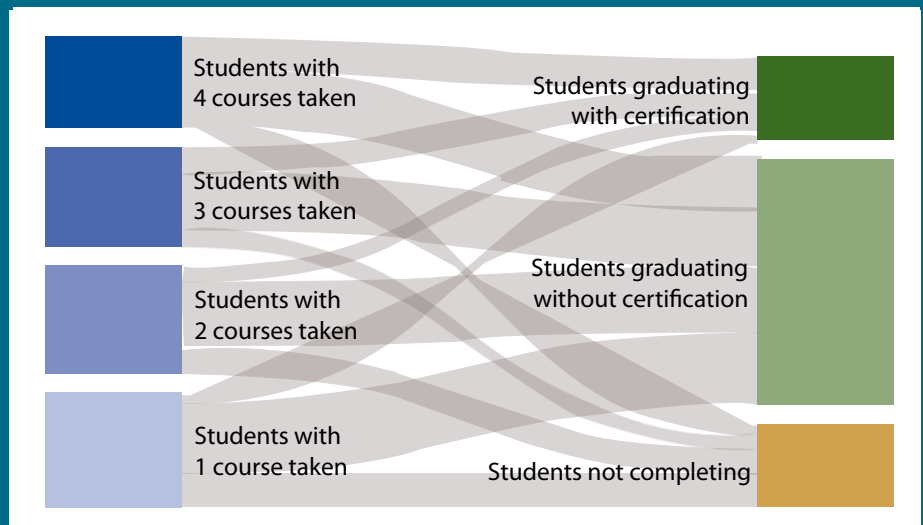 Students with
4 courses taken
Students with
3 courses taken
Students with
2 courses taken
Students with
1 course taken
Students graduating
with certification
Students graduating
without certification
Students not completing